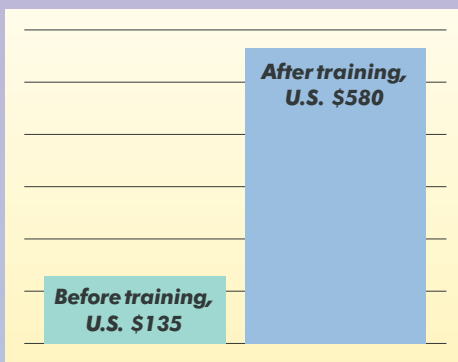 After training,
U.S. $580
Before training,
U.S. $135